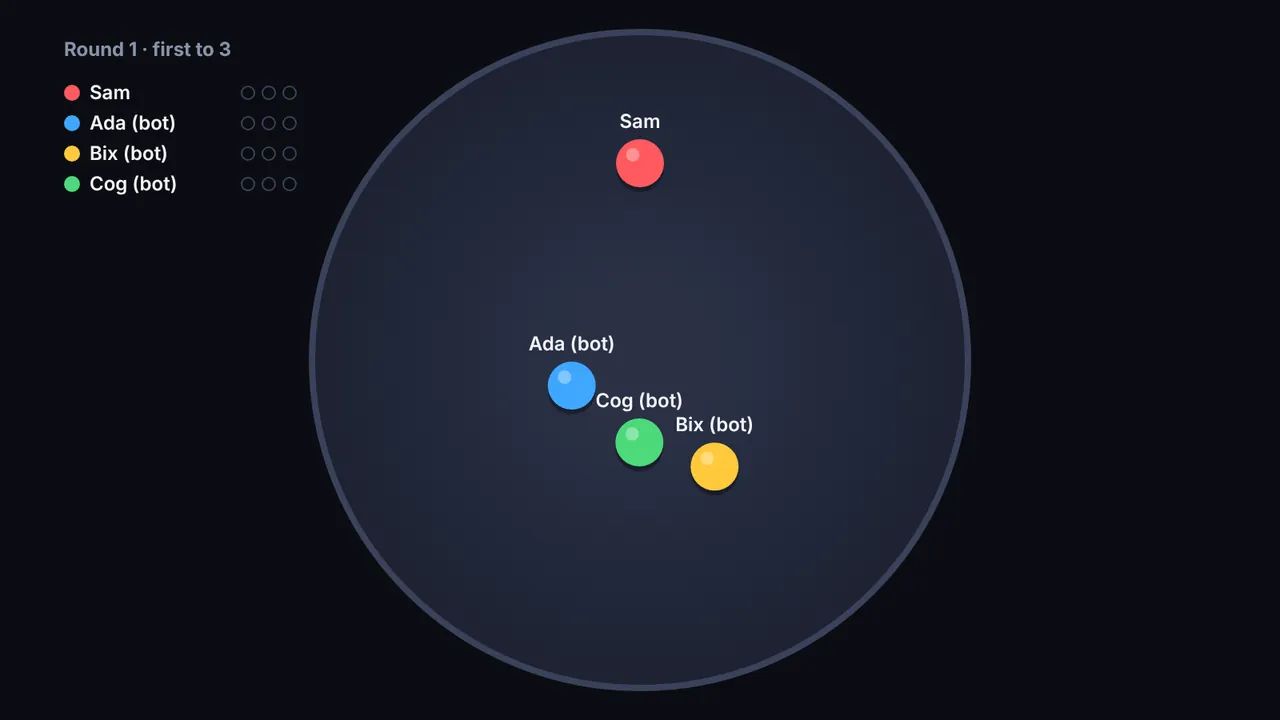 Round 1 · first to 3
Sam
Ada (bot)
Bix (bot)
Cog (bot)
Sam
Ada (bot)
Cog (bot)
Bix (bot)